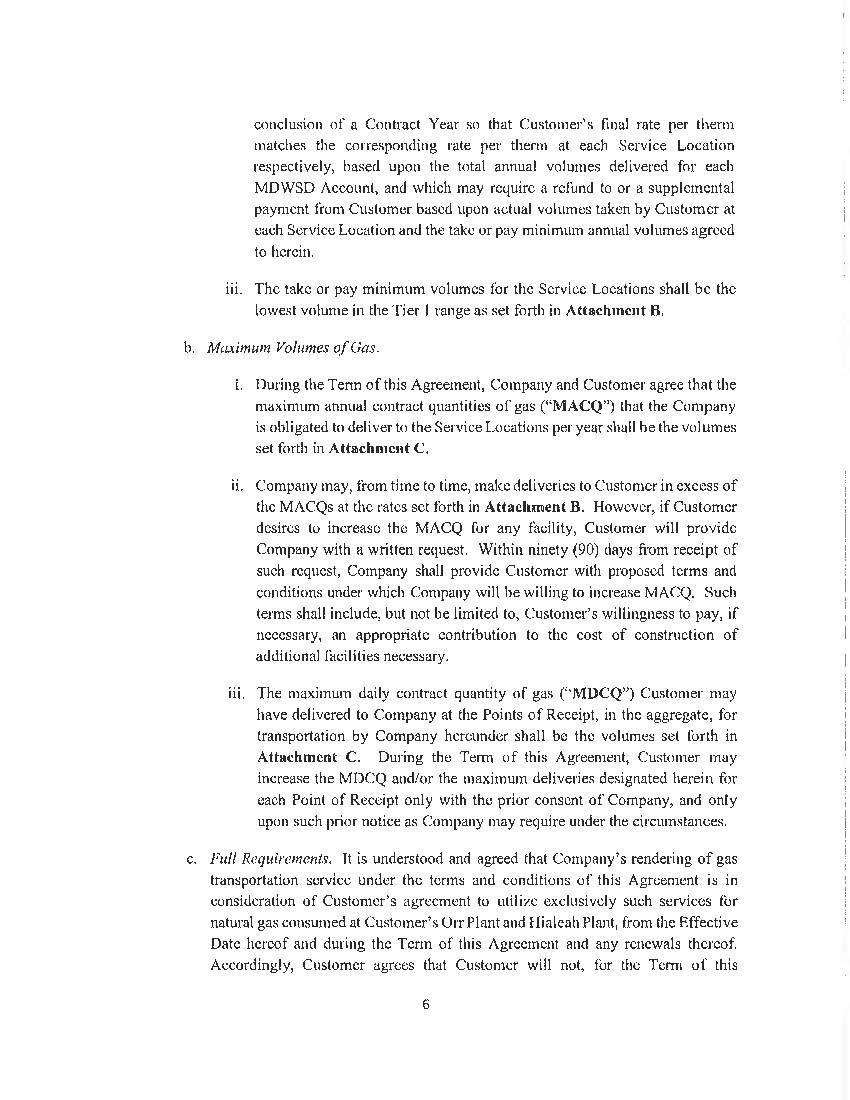 conclusion of a Contract Year so that Customer's final rate per therm
matches the corresponding rate per therm at each Service Location
respectively, based upon the total annual volumes delivered for each
MDWSD Account, and which may require a refund to or a supplemental
payment from Customer based upon actual volumes taken by Customer at
each Service Location and the take or pay minimum annual volumes agreed
to herein.
iii. The take or pay minimum volumes for the Service Locations shall be the
lowest volume in the Tier 1 range as set forth in Attachment B.
b. Maximum Volumes of Gas.
i. During the Term of this Agreement, Company and Customer agree that the
maximum annual contract quantities of gas ("MACQ") that the Company
is obligated to deliver to the Service Locations per year shall be the volumes
set forth in Attachment C.
ii. Company may, from time to time, make deliveries to Customer in excess of
the MACQs at the rates set forth in Attachment B. However, if Customer
desires to increase the MACQ for any facility, Customer will provide
Company with a written request. Within ninety (90) days from receipt of
such request, Company shall provide Customer with proposed terms and
conditions under which Company will be willing to increase MACQ. Such
terms shall include, but not be limited to, Customer's willingness to pay, if
necessary, an appropriate contribution to the cost of construction of
additional facilities necessary.
iii. The maximum daily contract quantity of gas ("MDCQ") Customer may
have delivered to Company at the Points of Receipt, in the aggregate, for
transportation by Company hereunder shall be the volumes set forth in
Attachment C. During the Term of this Agreement, Customer may
increase the MDCQ and/or the maximum deliveries designated herein for
each Point of Receipt only with the prior consent of Company, and only
upon such prior notice as Company may require under the circumstances.
c. Full Requirements. It is understood and agreed that Company's rendering of gas
transportation service under the terms and conditions of this Agreement is in
consideration of Customer's agreement to utilize exclusively such services for
natural gas consumed at Customer's Orr Plant and Hialeah Plant, from the Effective
Date hereof and during the Term of this Agreement and any renewals thereof.
Accordingly, Customer agrees that Customer will not, for the Term of this
6